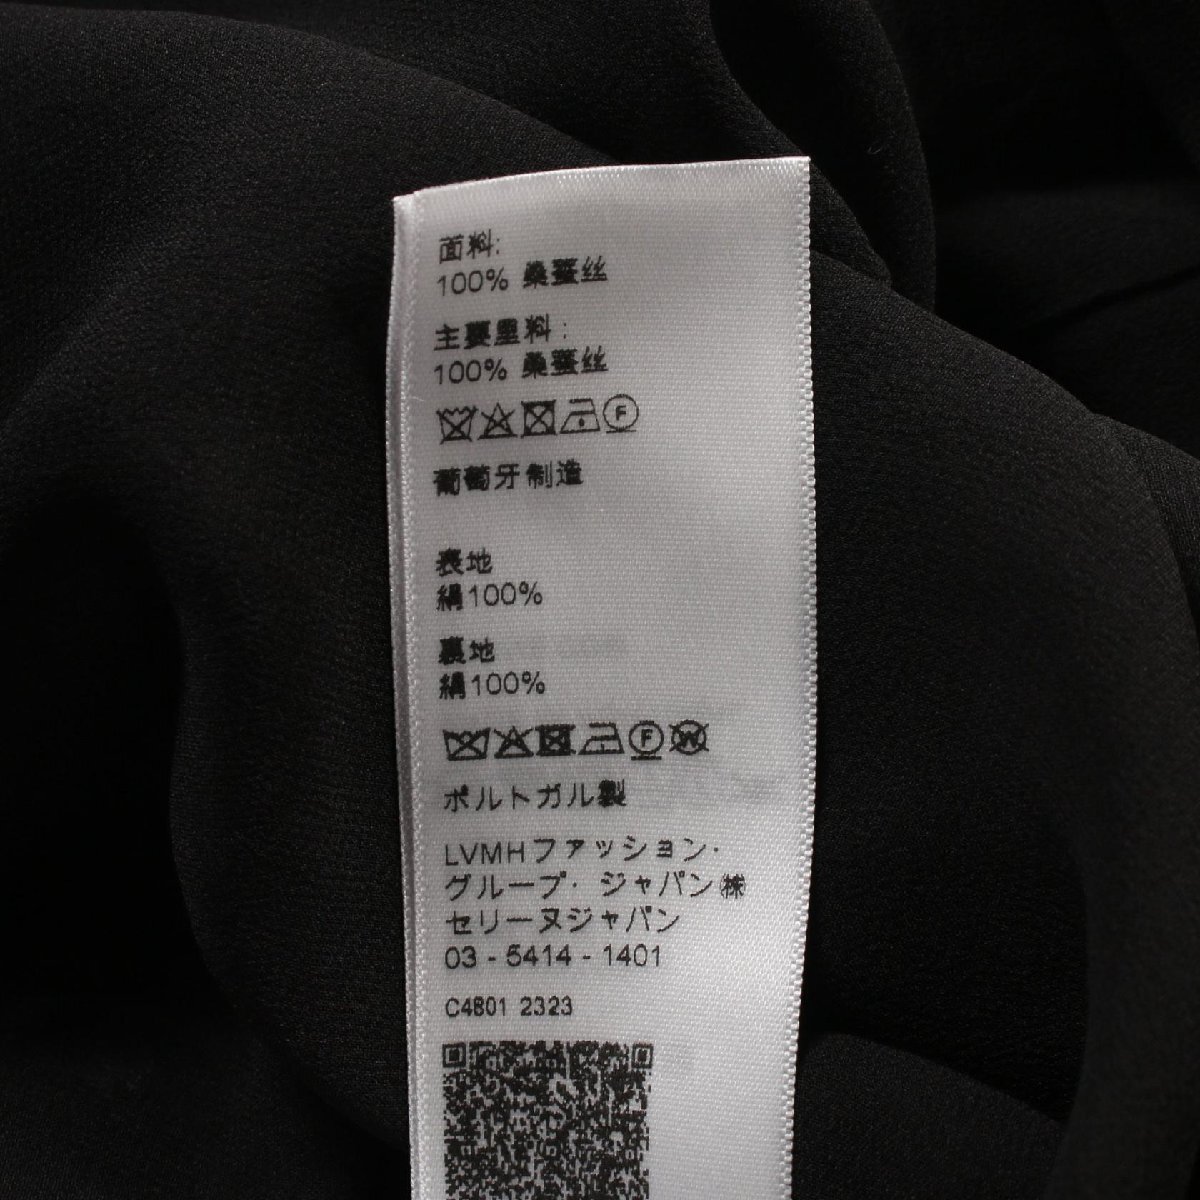 面料:
100% 桑蚕丝
主要里料:
100% 桑蚕丝
F
葡萄牙制造
表地
絹100%
裏地
絹100%
F W
ポルトガル製
LVMHファッション・
グループ・ジャパン㈱
セリーヌジャパン
03 - 5414 - 1401
C4801 2323